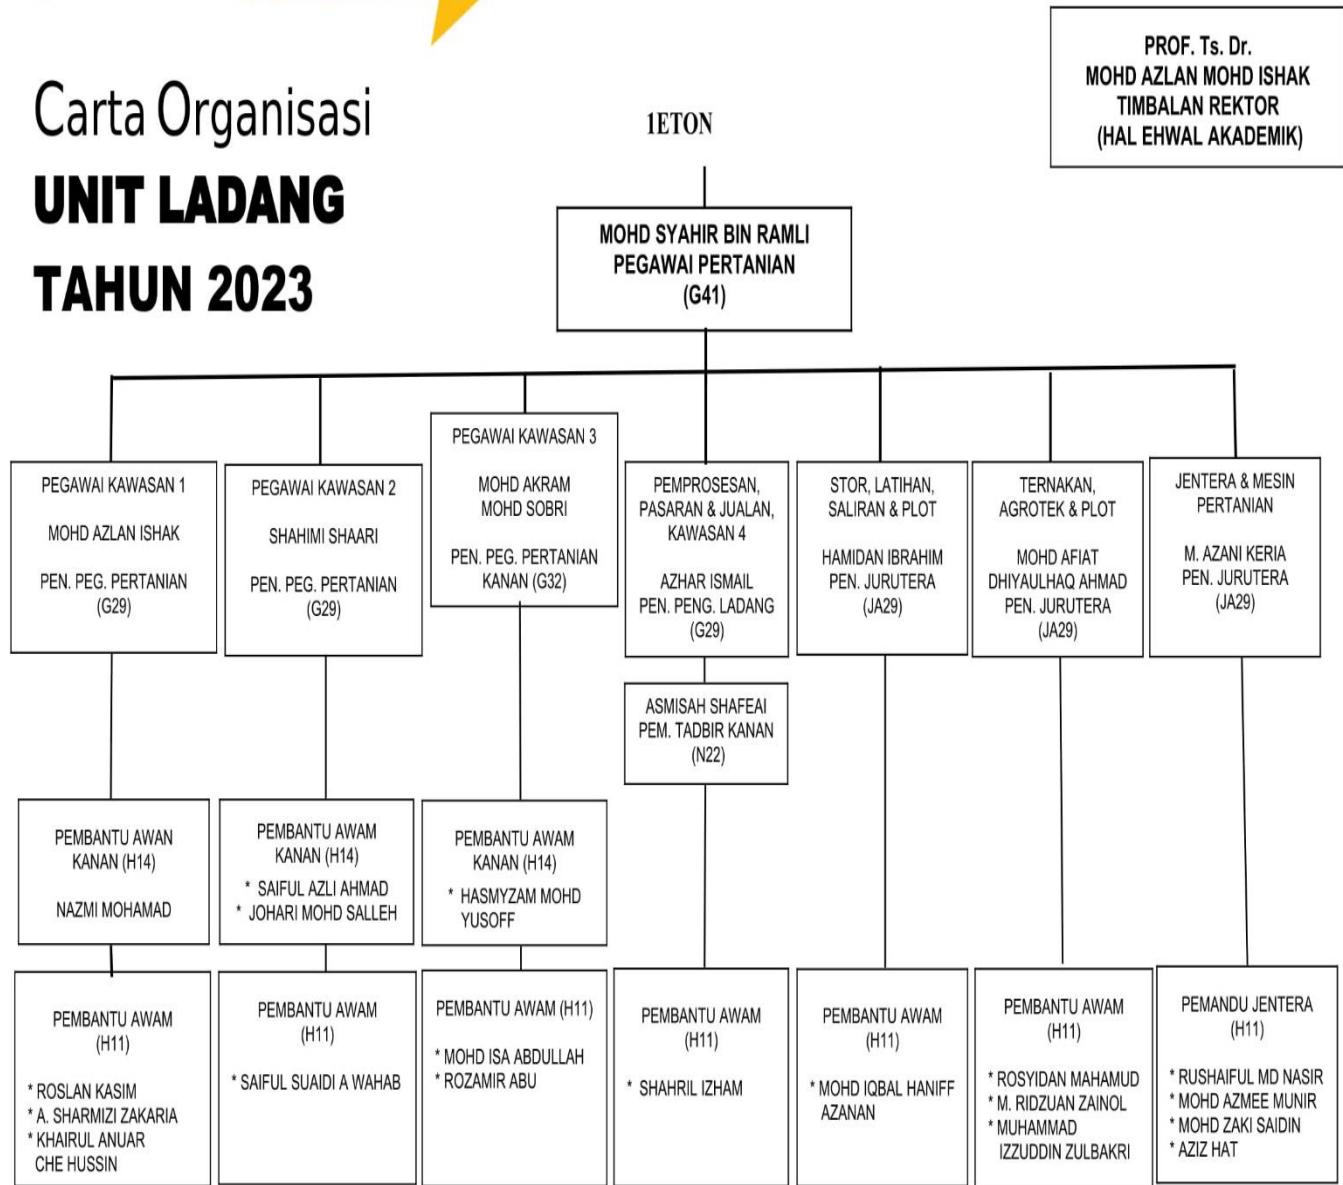 Carta Organisasi
UNIT LADANG
TAHUN 2023
1ETON
PROF. Ts. Dr.
MOHD AZLAN MOHD ISHAK
TIMBALAN REKTOR
(HAL EHWAL AKADEMIK)
MOHD SYAHIR BIN RAMLI
PEGAWAI PERTANIAN
(G41)
PEGAWAI KAWASAN 1
MOHD AZLAN ISHAK
PEN. PEG. PERTANIAN
(G29)
PEGAWAI KAWASAN 2
SHAHIMI SHAARI
PEN. PEG. PERTANIAN
(G29)
PEGAWAI KAWASAN 3
MOHD AKRAM
MOHD SOBRI
PEN. PEG. PERTANIAN
KANAN (G32)
PEMPROSESAN,
PASARAN & JUALAN,
KAWASAN 4
AZHAR ISMAIL
PEN. PENG. LADANG
(G29)
STOR, LATIHAN,
SALIRAN & PLOT
HAMIDAN IBRAHIM
PEN. JURUTERA
(JA29)
TERNAKAN,
AGROTEK & PLOT
MOHD AFIAT
DHIYAULHAQ AHMAD
PEN. JURUTERA
(JA29)
JENTERA & MESIN
PERTANIAN
M. AZANI KERIA
PEN. JURUTERA
(JA29)
ASMISAH SHAFEAI
PEM. TADBIR KANAN
(N22)
PEMBANTU AWAN
KANAN (H14)
NAZMI MOHAMAD
PEMBANTU AWAM
KANAN (H14)
* SAIFUL AZLI AHMAD
* JOHARI MOHD SALLEH
PEMBANTU AWAM
KANAN (H14)
* HASMYZAM MOHD
YUSOFF
PEMBANTU AWAM
(H11)
* ROSLAN KASIM
* A. SHARMIZI ZAKARIA
* KHAIRUL ANUAR
CHE HUSSIN
PEMBANTU AWAM
(H11)
* SAIFUL SUAIDI A WAHAB
PEMBANTU AWAM (H11)
* MOHD ISA ABDULLAH
* ROZAMIR ABU
PEMBANTU AWAM
(H11)
* SHAHRIL IZHAM
PEMBANTU AWAM
(H11)
* MOHD IQBAL HANIFF
AZANAN
PEMBANTU AWAM
(H11)
* ROSYIDAN MAHAMUD
* M. RIDZUAN ZAINOL
* MUHAMMAD
IZZUDDIN ZULBAKRI
PEMANDU JENTERA
(H11)
* RUSHAIFUL MD NASIR
* MOHD AZMEE MUNIR
* MOHD ZAKI SAIDIN
* AZIZ HAT